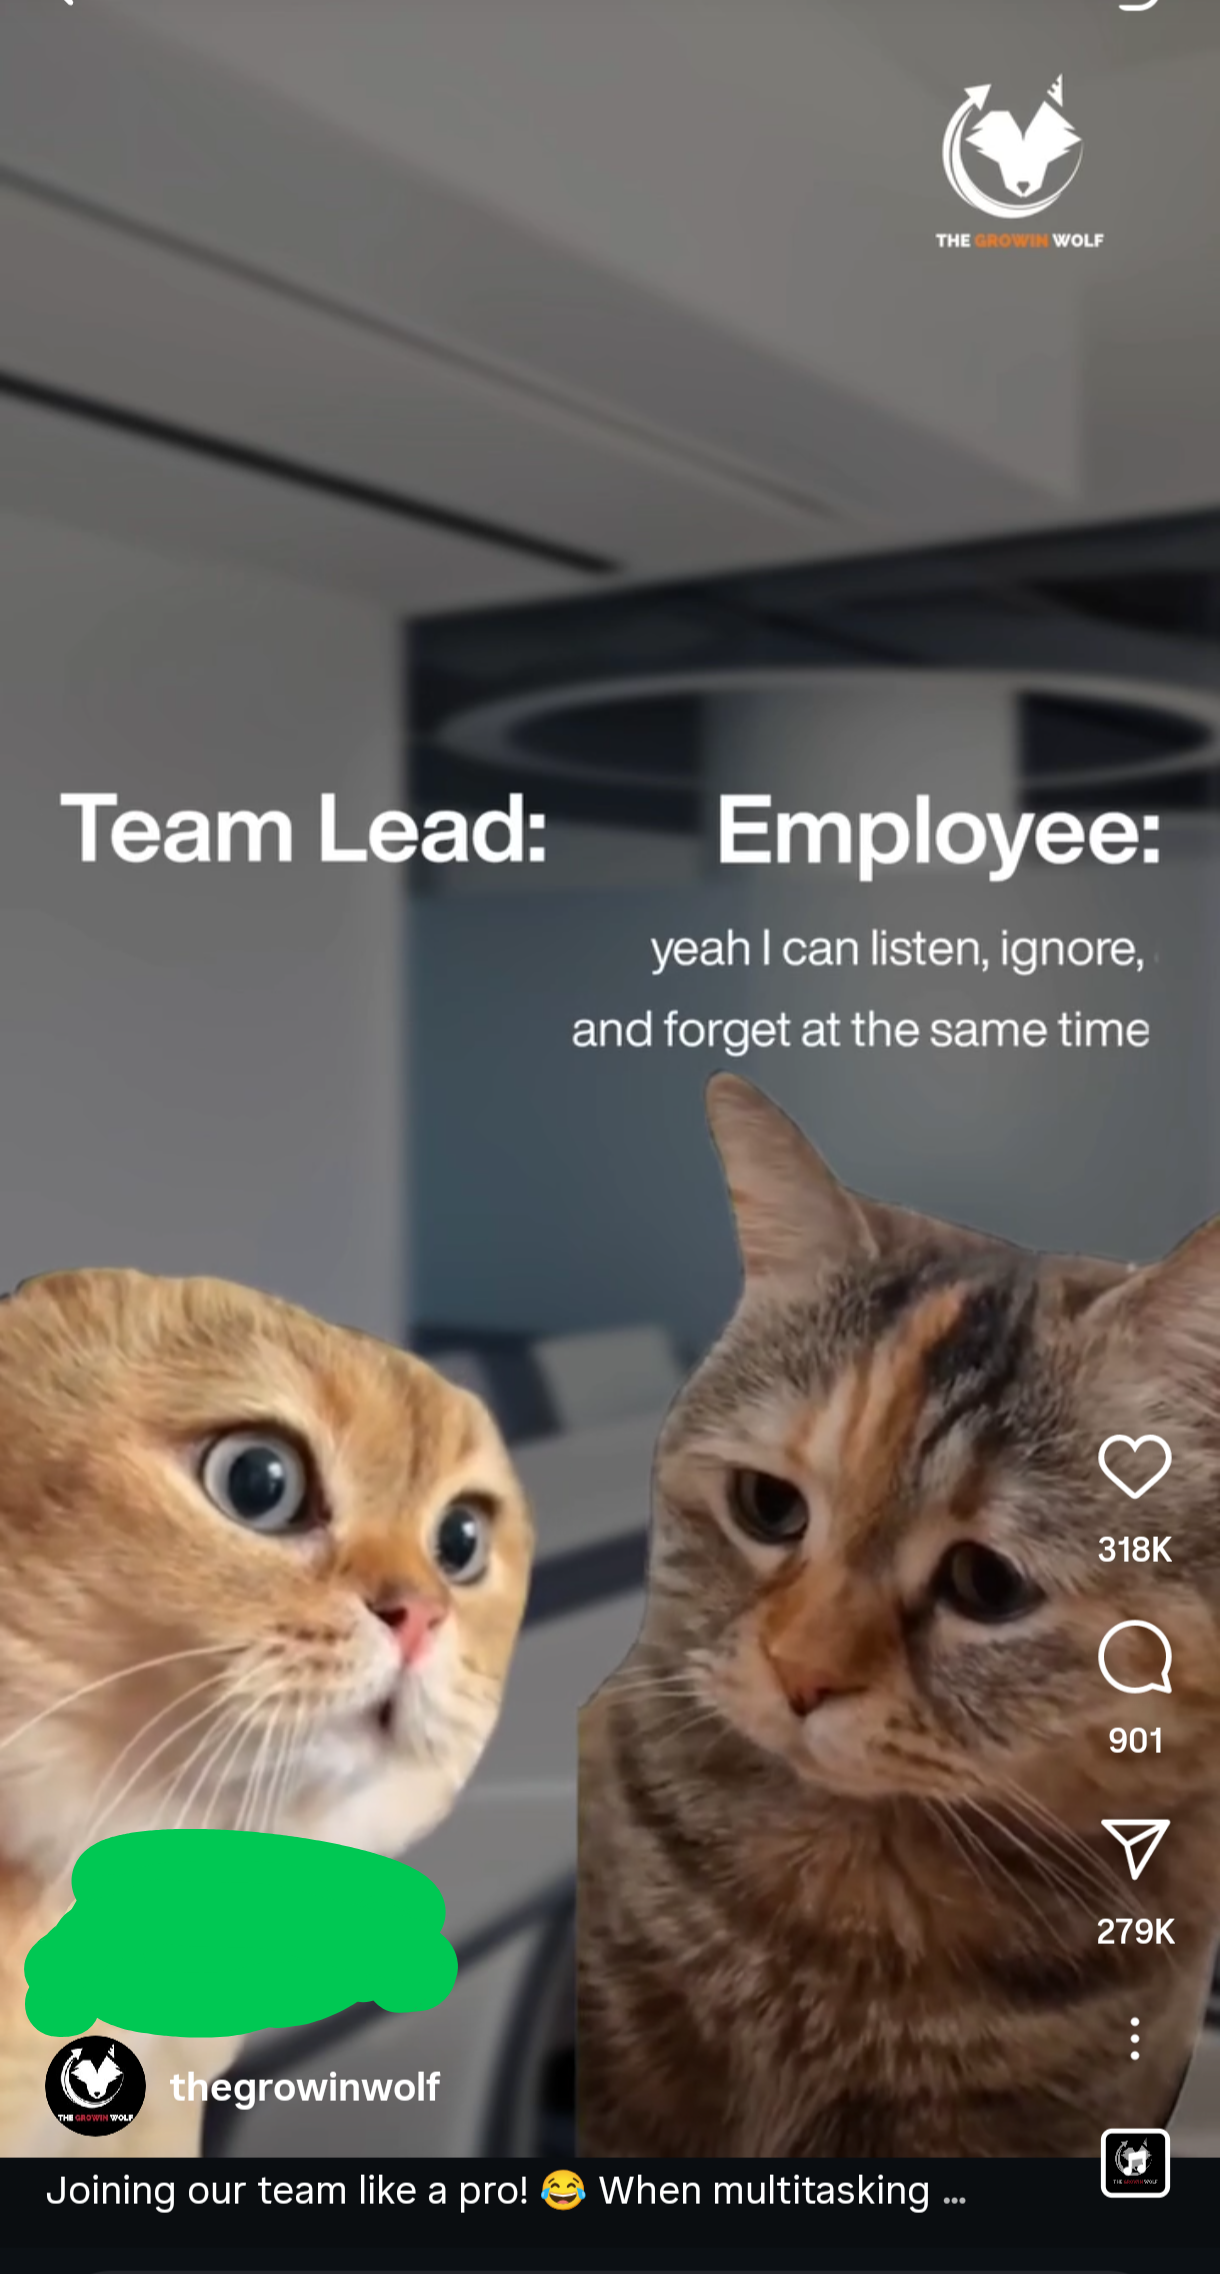 THE GROWIN WOLF
Team Lead:
Employee:
yeah I can listen, ignore,
and forget at the same time
318K
901
279K
thegrowinwolf
Joining our team like a pro! 😂 When multitasking ...